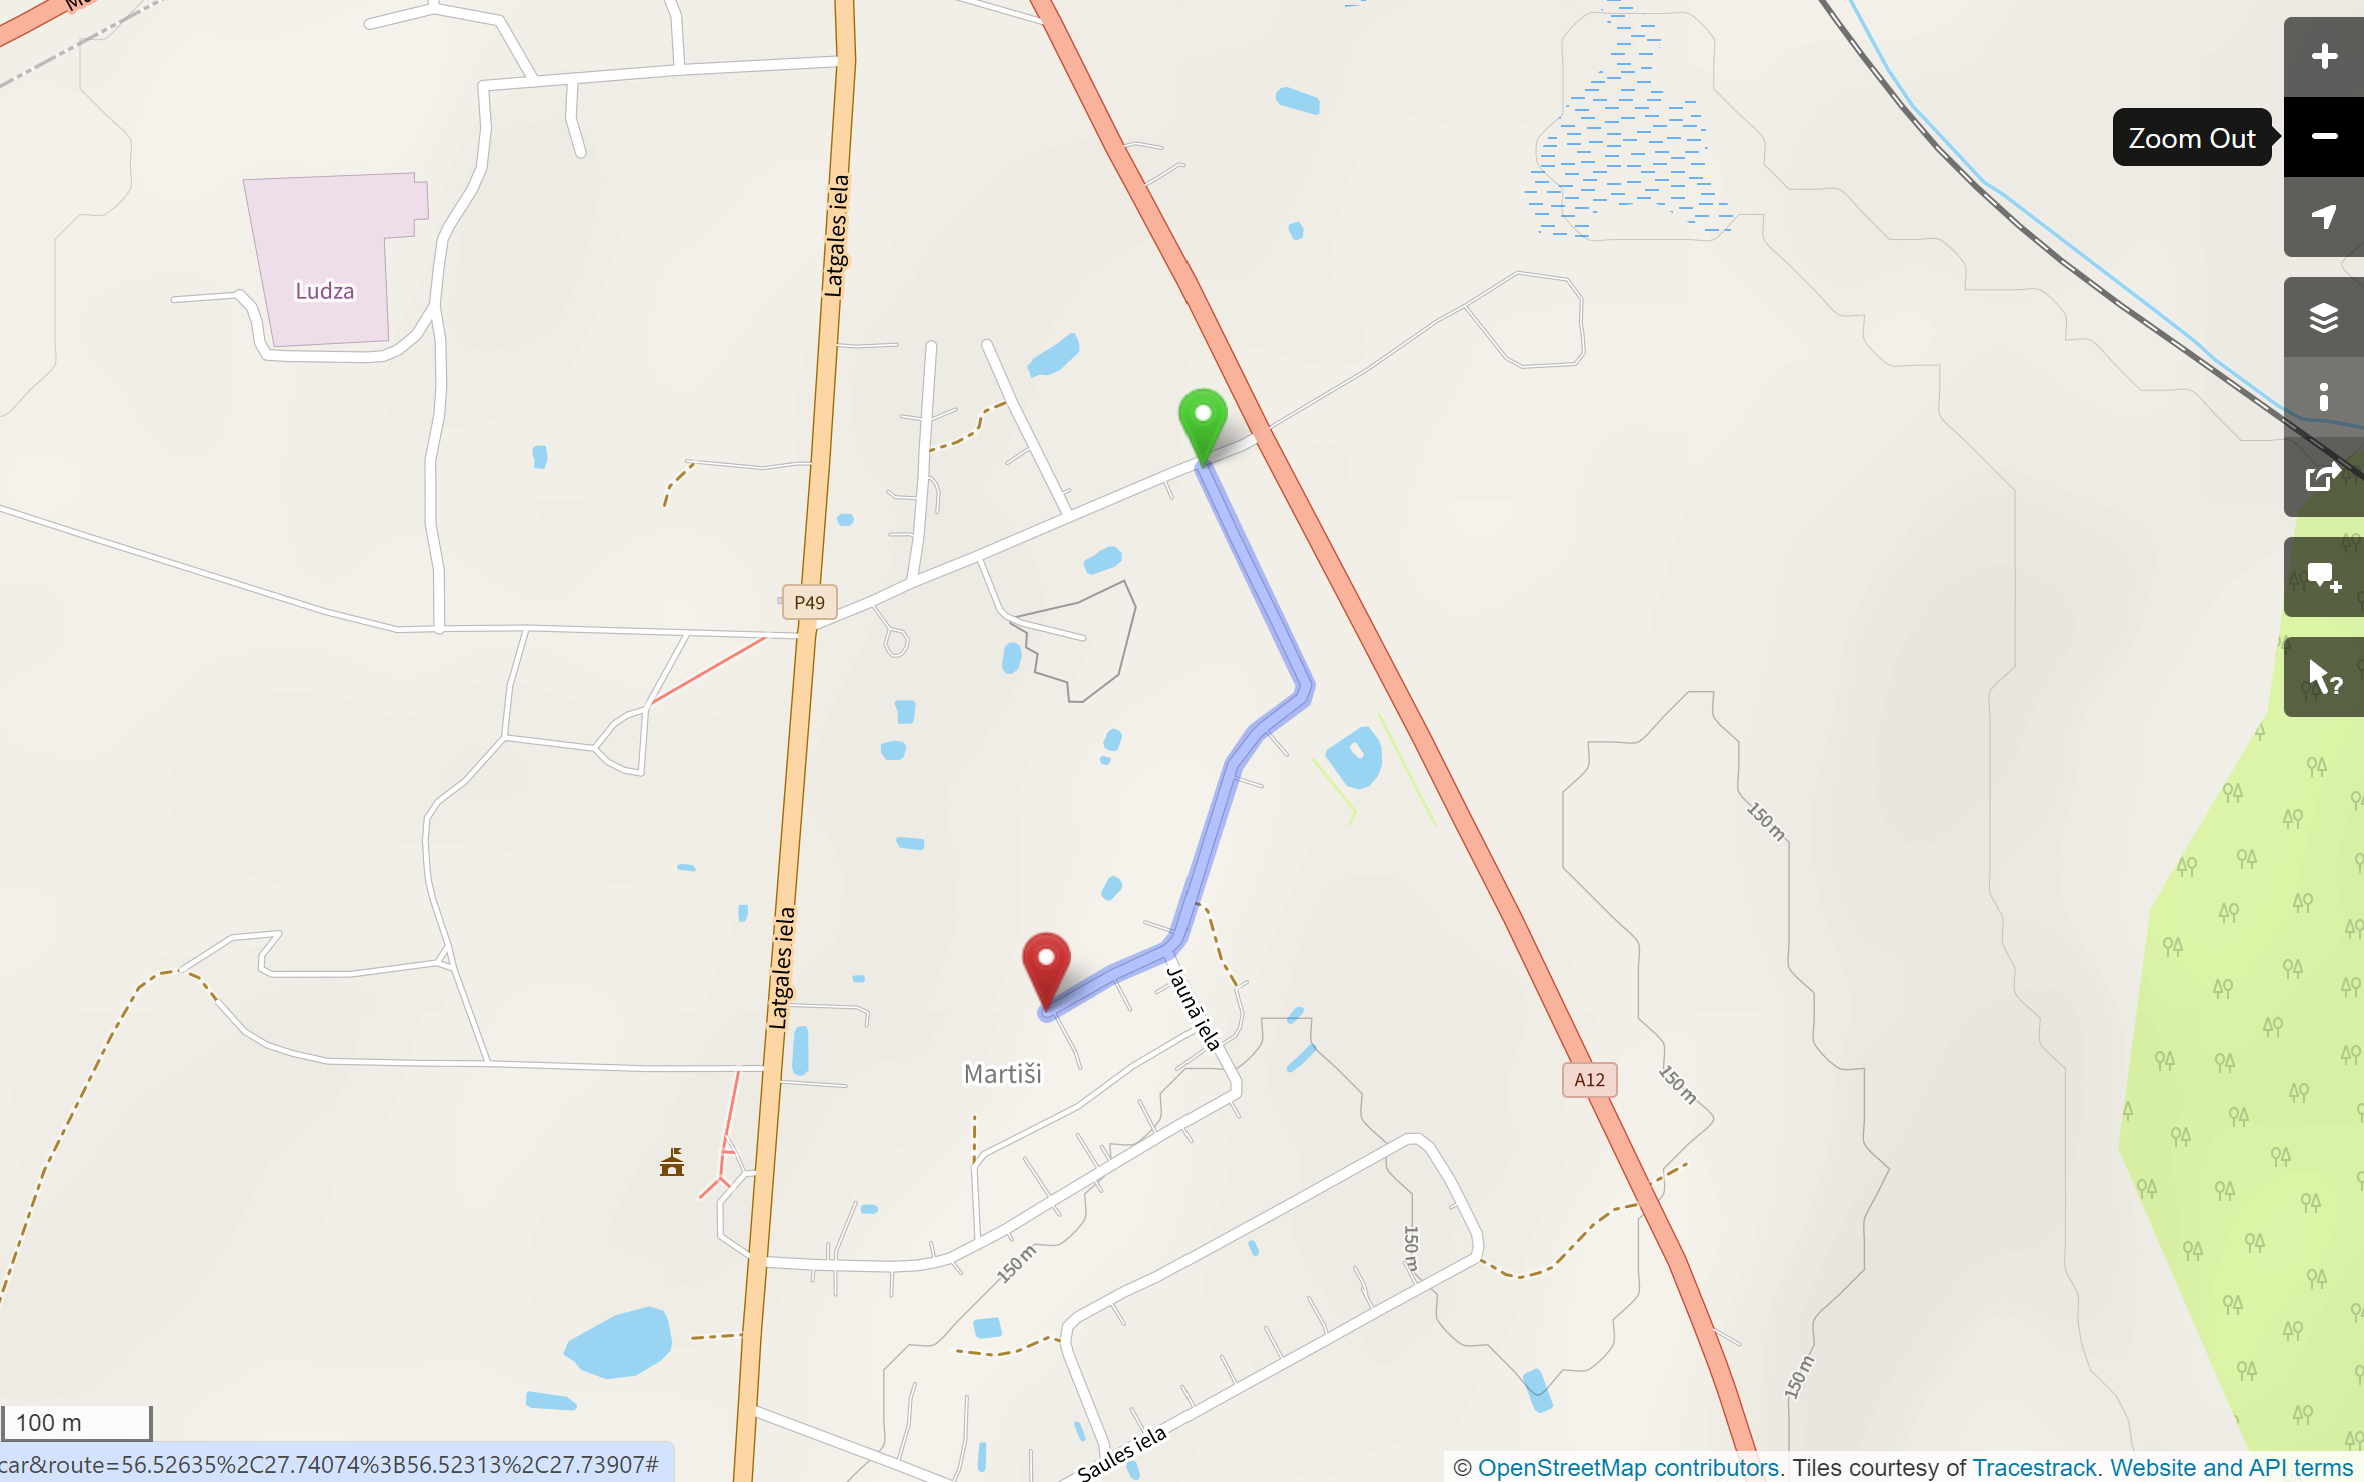 Zoom Out
Latgales iela
Ludza
P49
150 m
Latgales iela
Jaunā iela
Martiši
A12
150 m
150 m
150 m
150 m
100 m
Saules iela
car&route=56.52635%2C27.74074%3B56.52313%2C27.73907#
© OpenStreetMap contributors. Tiles courtesy of Tracestrack. Website and API terms